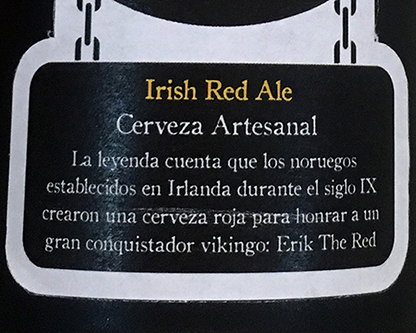 Irish Red Ale
Cerveza Artesanal
La leyenda cuenta que los noruegos
establecidos en Irlanda durante el siglo IX
crearon una cerveza roja para honrar a un
gran conquistador vikingo: Erik The Red